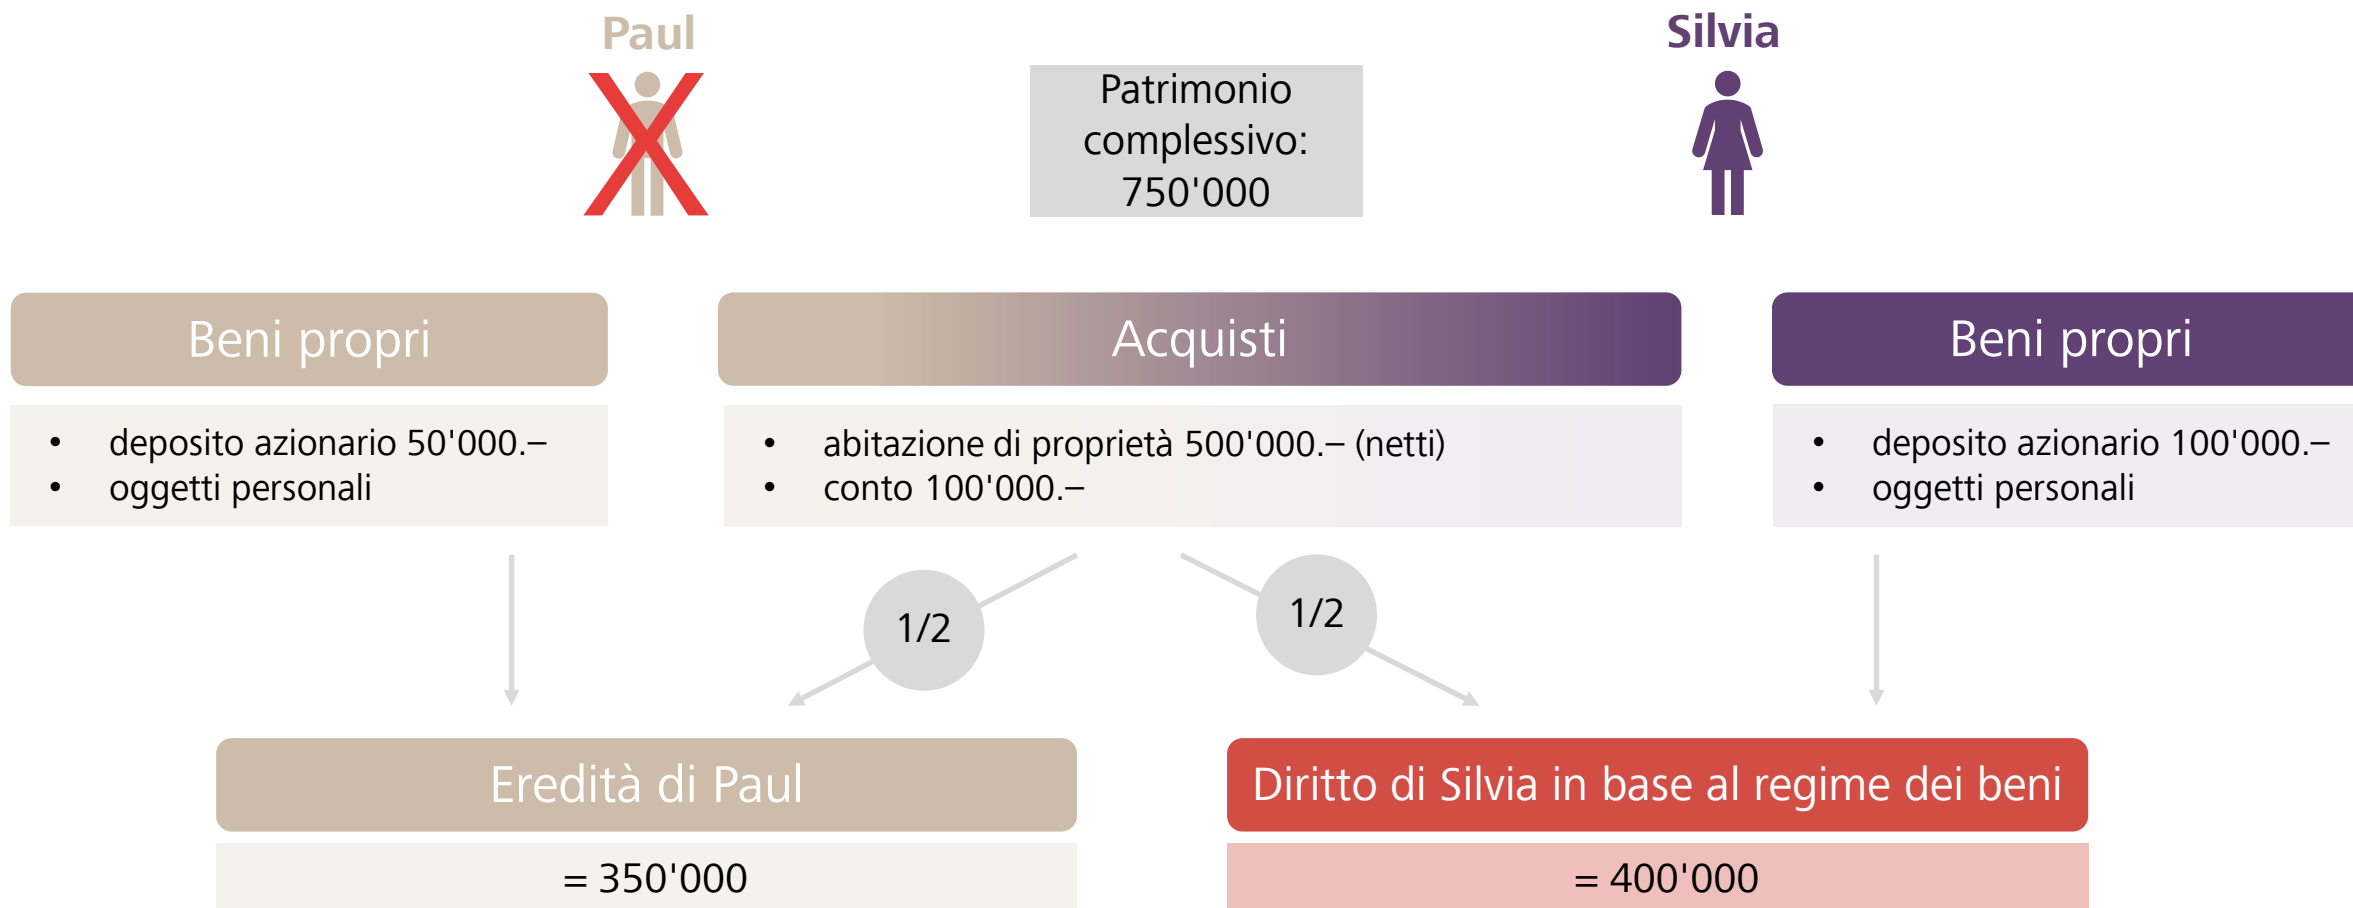 Paul
Silvia
Patrimonio
complessivo:
750'000
Beni propri
Acquisti
Beni propri
• deposito azionario 50'000.–
• oggetti personali
• abitazione di proprietà 500'000.– (netti)
• conto 100'000.–
• deposito azionario 100'000.–
• oggetti personali
1/2
1/2
Eredità di Paul
Diritto di Silvia in base al regime dei beni
= 350'000
= 400'000